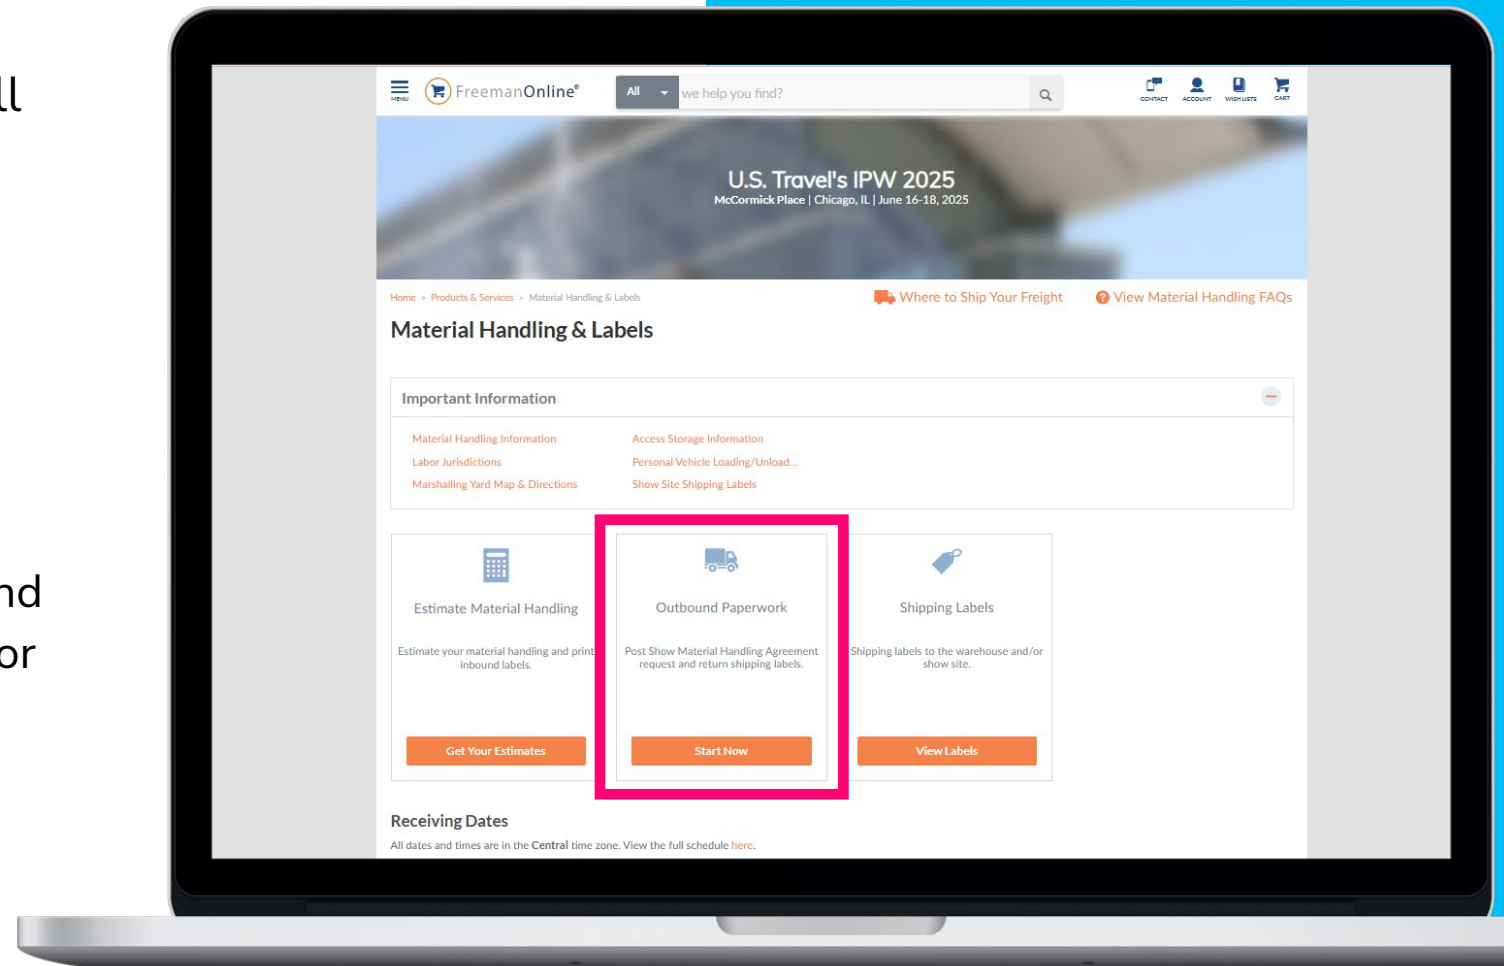 ll
nd
or
MENU
FreemanOnline®
All
we help you find?
CONTACT
ACCOUNT
WISH LISTS
CART
U.S. Travel's IPW 2025
McCormick Place | Chicago, IL | June 16-18, 2025
Home > Products & Services > Material Handling & Labels
Where to Ship Your Freight
? View Material Handling FAQs
Material Handling & Labels
Important Information
Material Handling Information
Access Storage Information
Labor Jurisdictions
Personal Vehicle Loading/Unload...
Marshalling Yard Map & Directions
Show Site Shipping Labels
Estimate Material Handling
Estimate your material handling and print
inbound labels.
Get Your Estimates
Outbound Paperwork
Post Show Material Handling Agreement
request and return shipping labels.
Start Now
Shipping Labels
Shipping labels to the warehouse and/or
show site.
View Labels
Receiving Dates
All dates and times are in the Central time zone. View the full schedule here.